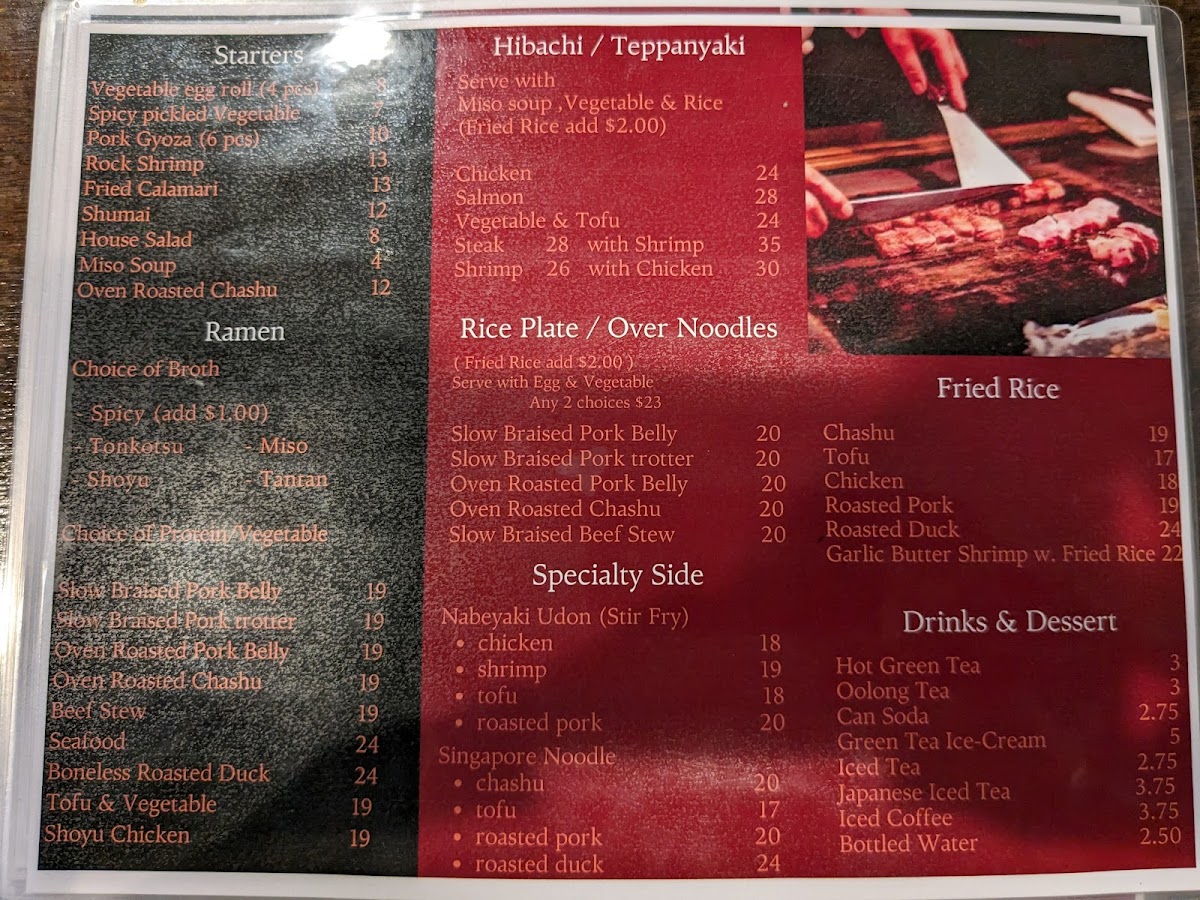 Starters
Vegetable egg roll (4 pcs) 8
Spicy pickled Vegetable 7
Pork Gyoza (6 pcs) 10
Rock Shrimp 13
Fried Calamari 13
Shumai 12
House Salad 8
Miso Soup 4
Oven Roasted Chashu 12
Ramen
Choice of Broth
- Spicy (add $1.00)
- Tonkotsu - Miso
- Shoyu - Tantan
Choice of Protein/Vegetable
Slow Braised Pork Belly 19
Slow Braised Pork trotter 19
Oven Roasted Pork Belly 19
Oven Roasted Chashu 19
Beef Stew 19
Seafood 24
Boneless Roasted Duck 24
Tofu & Vegetable 19
Shoyu Chicken 19
Hibachi / Teppanyaki
Serve with
Miso soup ,Vegetable & Rice
(Fried Rice add $2.00)
Chicken 24
Salmon 28
Vegetable & Tofu 24
Steak 28 with Shrimp 35
Shrimp 26 with Chicken 30
Rice Plate / Over Noodles
( Fried Rice add $2.00 )
Serve with Egg & Vegetable
Any 2 choices $23
Slow Braised Pork Belly 20
Slow Braised Pork trotter 20
Oven Roasted Pork Belly 20
Oven Roasted Chashu 20
Slow Braised Beef Stew 20
Specialty Side
Nabeyaki Udon (Stir Fry)
• chicken 18
• shrimp 19
• tofu 18
• roasted pork 20
Singapore Noodle
• chashu 20
• tofu 17
• roasted pork 20
• roasted duck 24
Fried Rice
Chashu 19
Tofu 17
Chicken 18
Roasted Pork 19
Roasted Duck 24
Garlic Butter Shrimp w. Fried Rice 22
Drinks & Dessert
Hot Green Tea 3
Oolong Tea 3
Can Soda 2.75
Green Tea Ice-Cream 5
Iced Tea 2.75
Japanese Iced Tea 3.75
Iced Coffee 3.75
Bottled Water 2.50